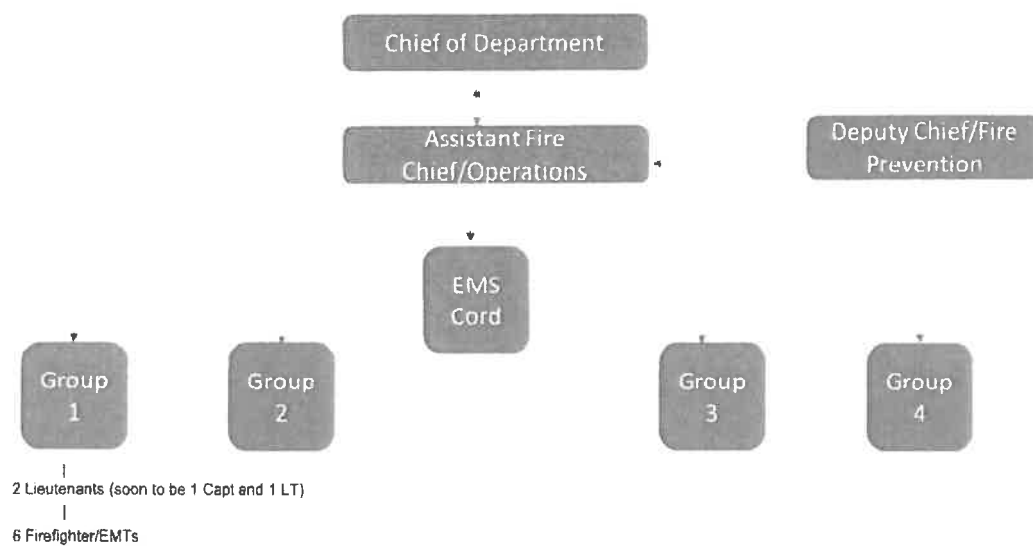 Chief of Department
Assistant Fire
Chief/Operations
Deputy Chief/Fire
Prevention
EMS
Cord
Group
1
Group
2
Group
3
Group
4
2 Lieutenants (soon to be 1 Capt and 1 LT)
6 Firefighter/EMTs